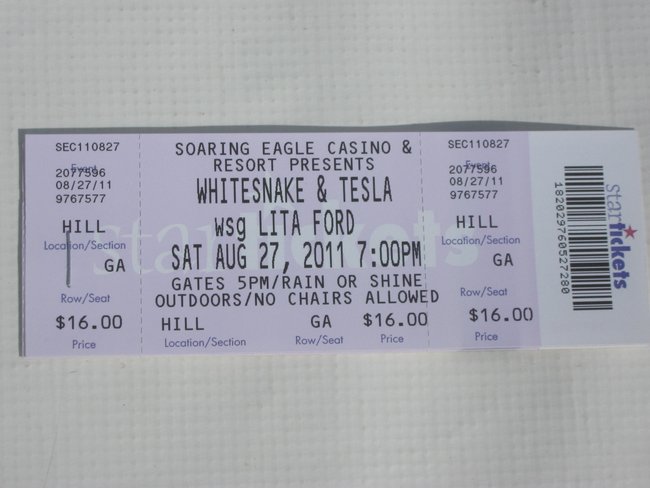 SEC110827
Event
2077596
08/27/11
9767577
HILL
Location/Section
GA
Row/Seat
$16.00
Price
SOARING EAGLE CASINO &
RESORT PRESENTS
WHITESNAKE & TESLA
wsg LITA FORD
SAT AUG 27, 2011 7:00PM
GATES 5PM/RAIN OR SHINE
OUTDOORS/NO CHAIRS ALLOWED
HILL GA $16.00
Location/Section Row/Seat Price
startickets
SEC110827
Event
2077596
08/27/11
9767577
HILL
Location/Section
GA
Row/Seat
$16.00
Price
182029760527280
startickets